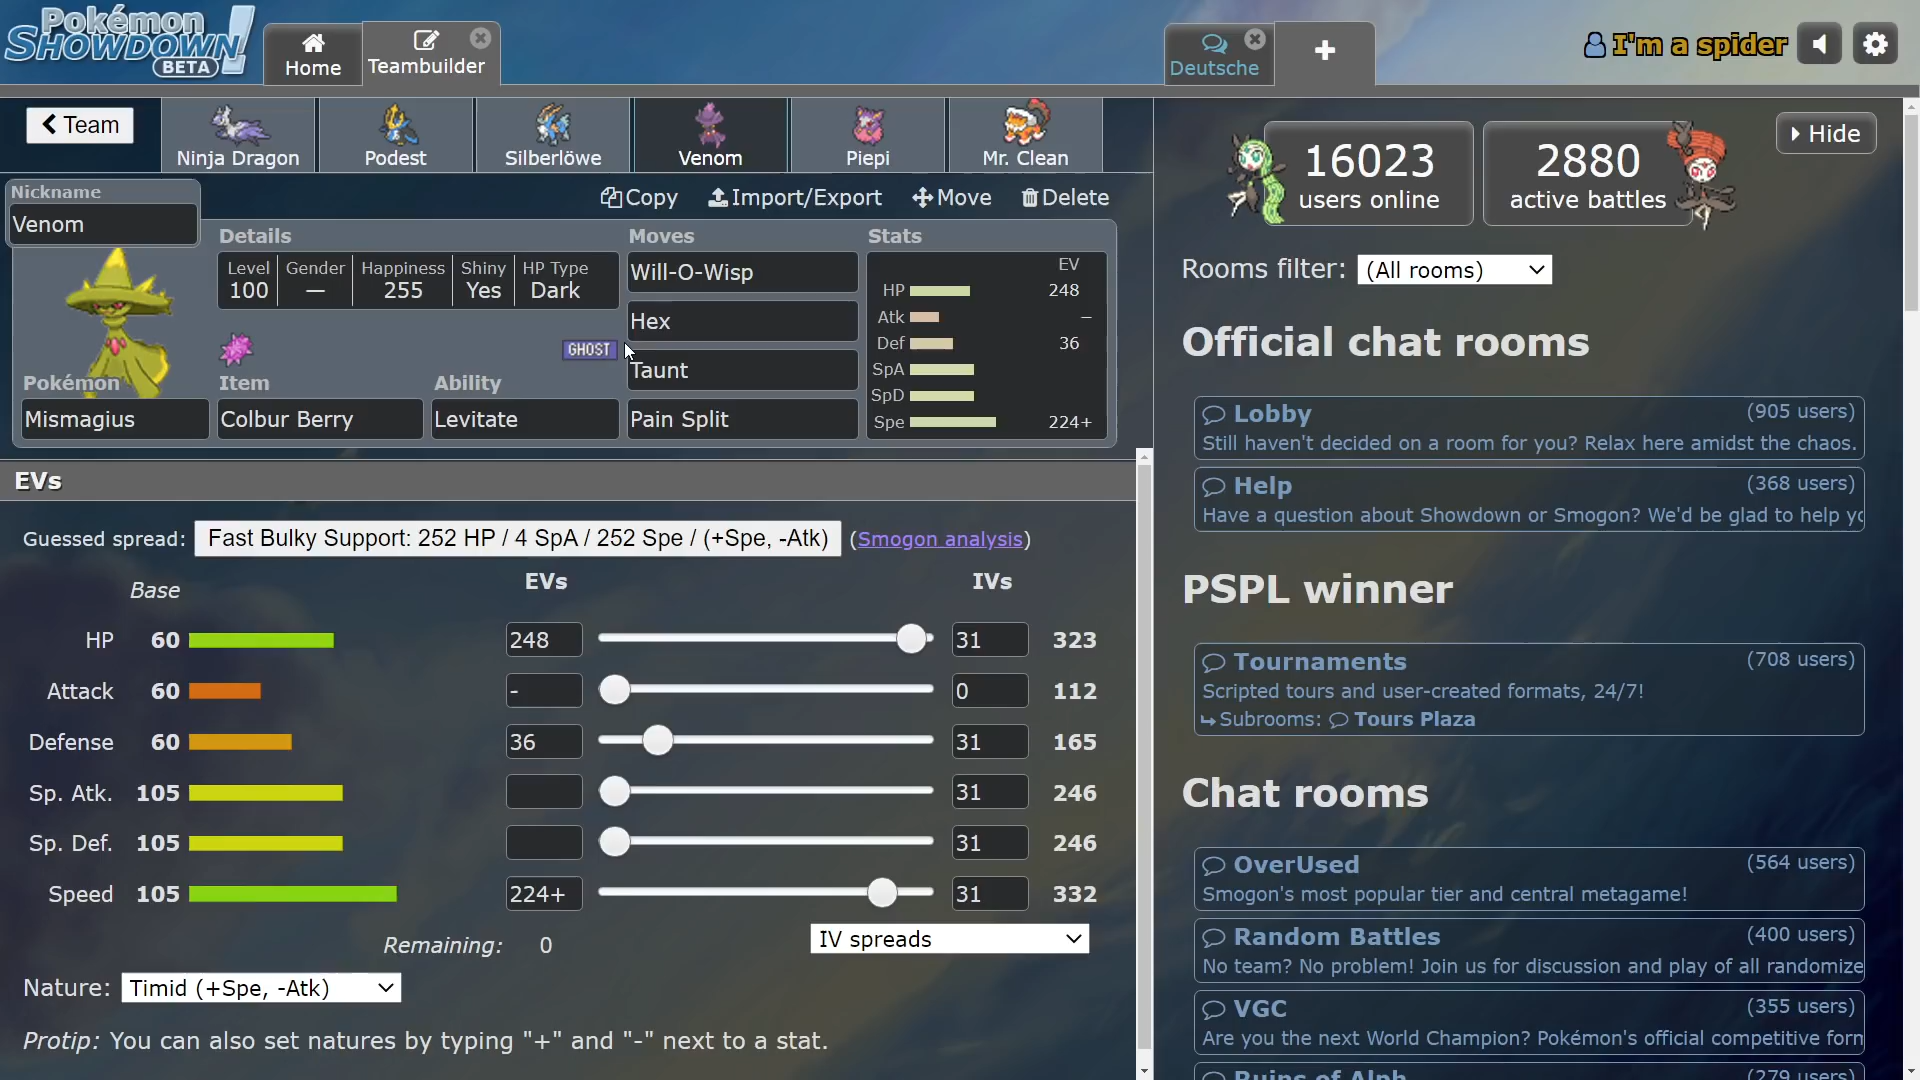 Pokémon
SHOWDOWN!
BETA
Home
Teambuilder
Deutsche
I'm a spider
Team
Ninja Dragon
Podest
Silberlöwe
Venom
Piepi
Mr. Clean
Copy
Import/Export
Move
Delete
Nickname
Venom
Details
Level
100
Gender
—
Happiness
255
Shiny
Yes
HP Type
Dark
GHOST
Pokémon
Mismagius
Item
Colbur Berry
Ability
Levitate
Moves
Will-O-Wisp
Hex
Taunt
Pain Split
Stats
EV
HP 248
Atk –
Def 36
SpA
SpD
Spe 224+
EVs
Guessed spread: Fast Bulky Support: 252 HP / 4 SpA / 252 Spe / (+Spe, -Atk) (Smogon analysis)
Base EVs IVs
HP 60 248 31 323
Attack 60 - 0 112
Defense 60 36 31 165
Sp. Atk. 105 31 246
Sp. Def. 105 31 246
Speed 105 224+ 31 332
Remaining: 0
IV spreads
Nature: Timid (+Spe, -Atk)
Protip: You can also set natures by typing "+" and "-" next to a stat.
16023
users online
2880
active battles
Hide
Rooms filter: (All rooms)
Official chat rooms
Lobby (905 users)
Still haven't decided on a room for you? Relax here amidst the chaos.
Help (368 users)
Have a question about Showdown or Smogon? We'd be glad to help yo
PSPL winner
Tournaments (708 users)
Scripted tours and user-created formats, 24/7!
Subrooms: Tours Plaza
Chat rooms
OverUsed (564 users)
Smogon's most popular tier and central metagame!
Random Battles (400 users)
No team? No problem! Join us for discussion and play of all randomize
VGC (355 users)
Are you the next World Champion? Pokémon's official competitive form
Ruins of Alph (279 users)